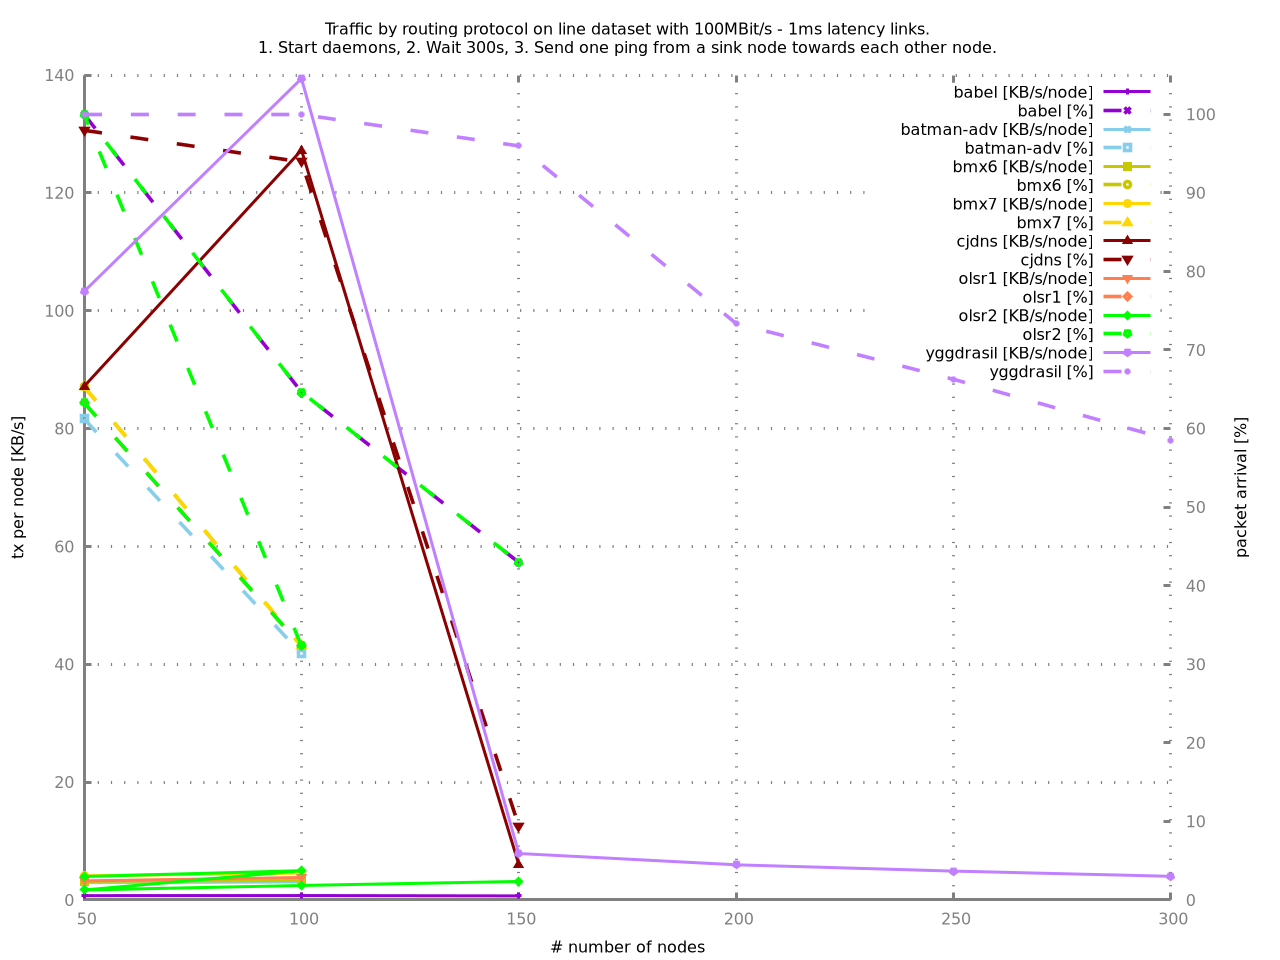 Traffic by routing protocol on line dataset with 100MBit/s - 1ms latency links.
1. Start daemons, 2. Wait 300s, 3. Send one ping from a sink node towards each other node.
140
120
100
80
60
40
20
0
tx per node [KB/s]
babel [KB/s/node]
babel [%]
batman-adv [KB/s/node]
batman-adv [%]
bmx6 [KB/s/node]
bmx6 [%]
bmx7 [KB/s/node]
bmx7 [%]
cjdns [KB/s/node]
cjdns [%]
olsr1 [KB/s/node]
olsr1 [%]
olsr2 [KB/s/node]
olsr2 [%]
yggdrasil [KB/s/node]
yggdrasil [%]
100
90
80
70
60
50
40
30
20
10
0
packet arrival [%]
50 100 150 200 250 300
# number of nodes